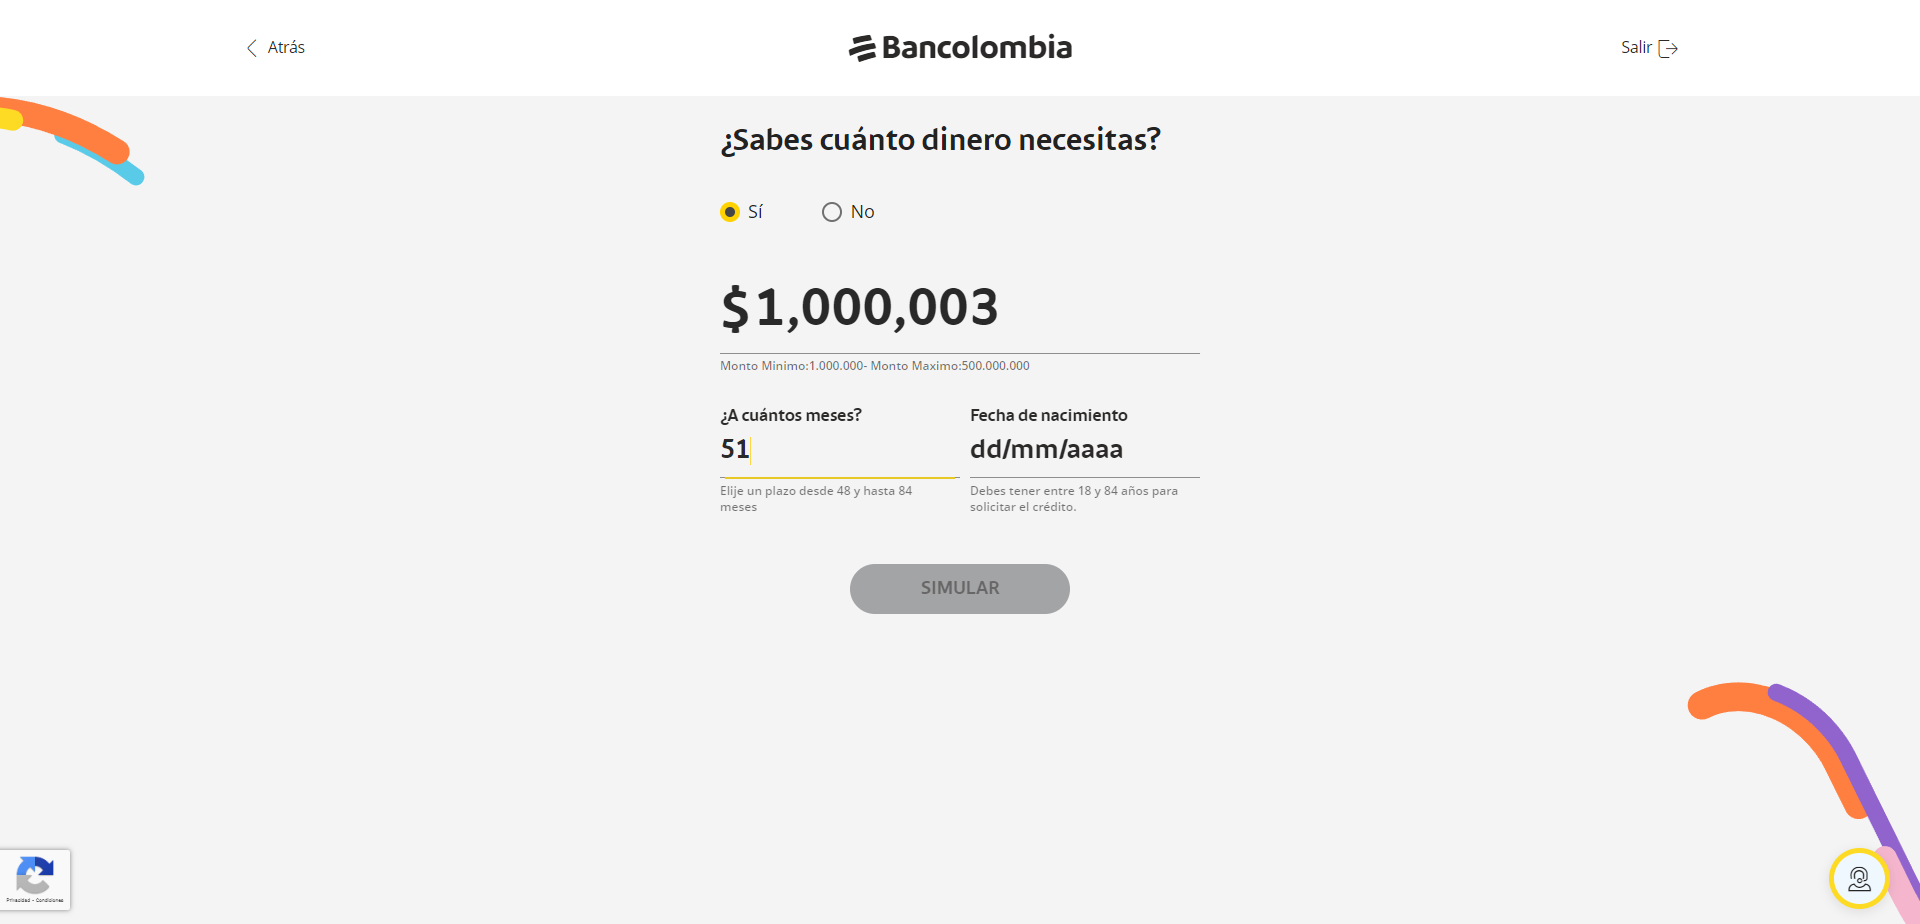 Atrás
Bancolombia
Salir
¿Sabes cuánto dinero necesitas?
Sí
No
$1,000,003
Monto Minimo:1.000.000- Monto Maximo:500.000.000
¿A cuántos meses?
51
Elije un plazo desde 48 y hasta 84
meses
Fecha de nacimiento
dd/mm/aaaa
Debes tener entre 18 y 84 años para
solicitar el crédito.
SIMULAR
Privacidad - Condiciones